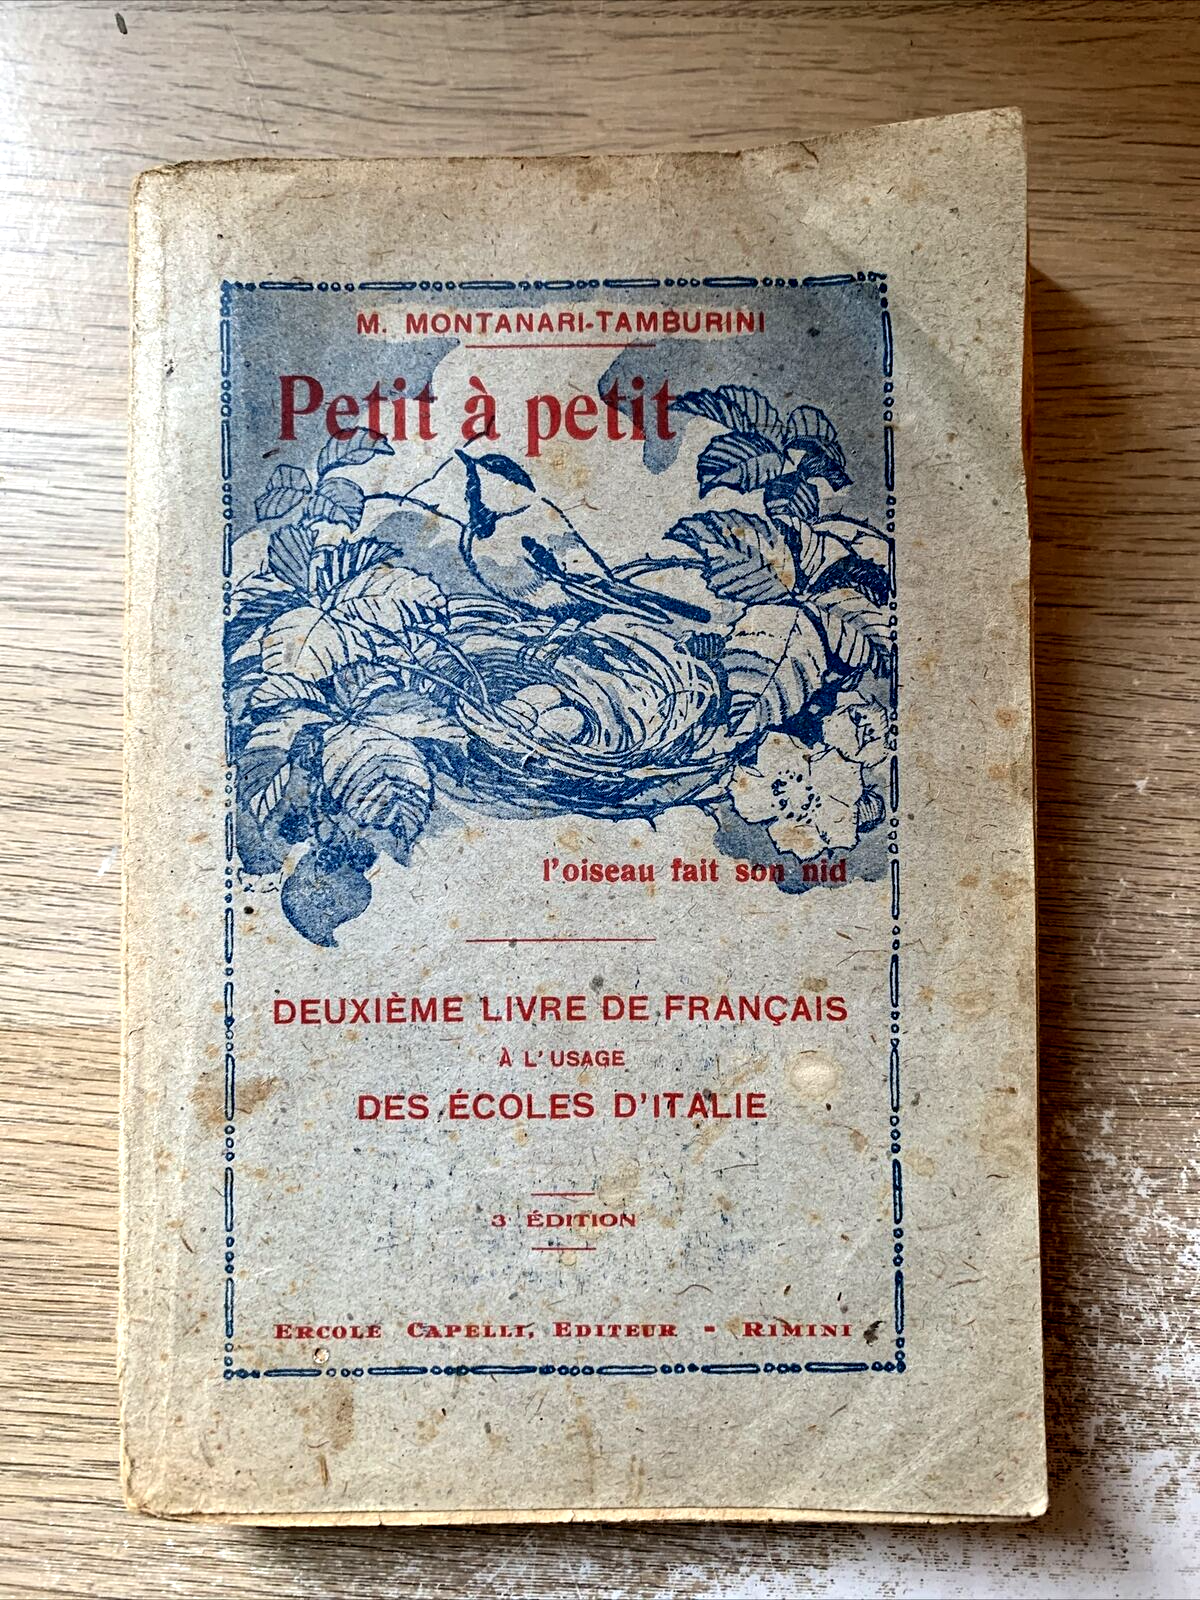 M. MONTANARI-TAMBURINI
Petit à petit
l'oiseau fait son nid
DEUXIÈME LIVRE DE FRANÇAIS
À L'USAGE
DES ÉCOLES D'ITALIE
3e ÉDITION
ERCOLE CAPELLI, EDITEUR - RIMINI